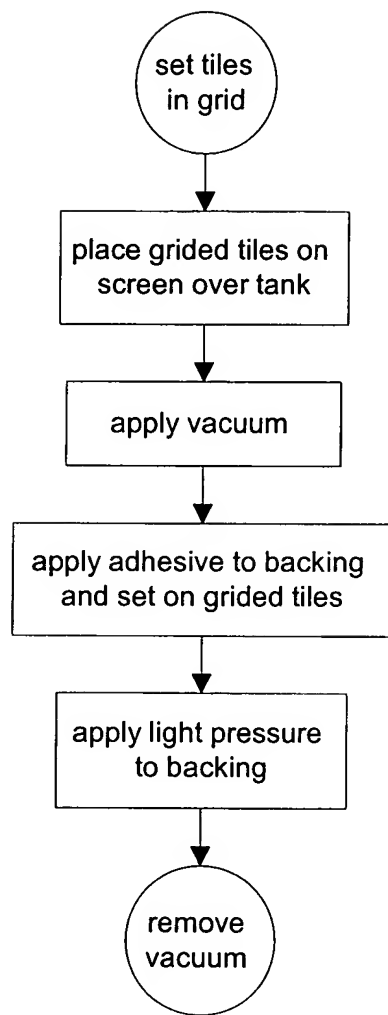 set tiles
in grid
place grided tiles on
screen over tank
apply vacuum
apply adhesive to backing
and set on grided tiles
apply light pressure
to backing
remove
vacuum